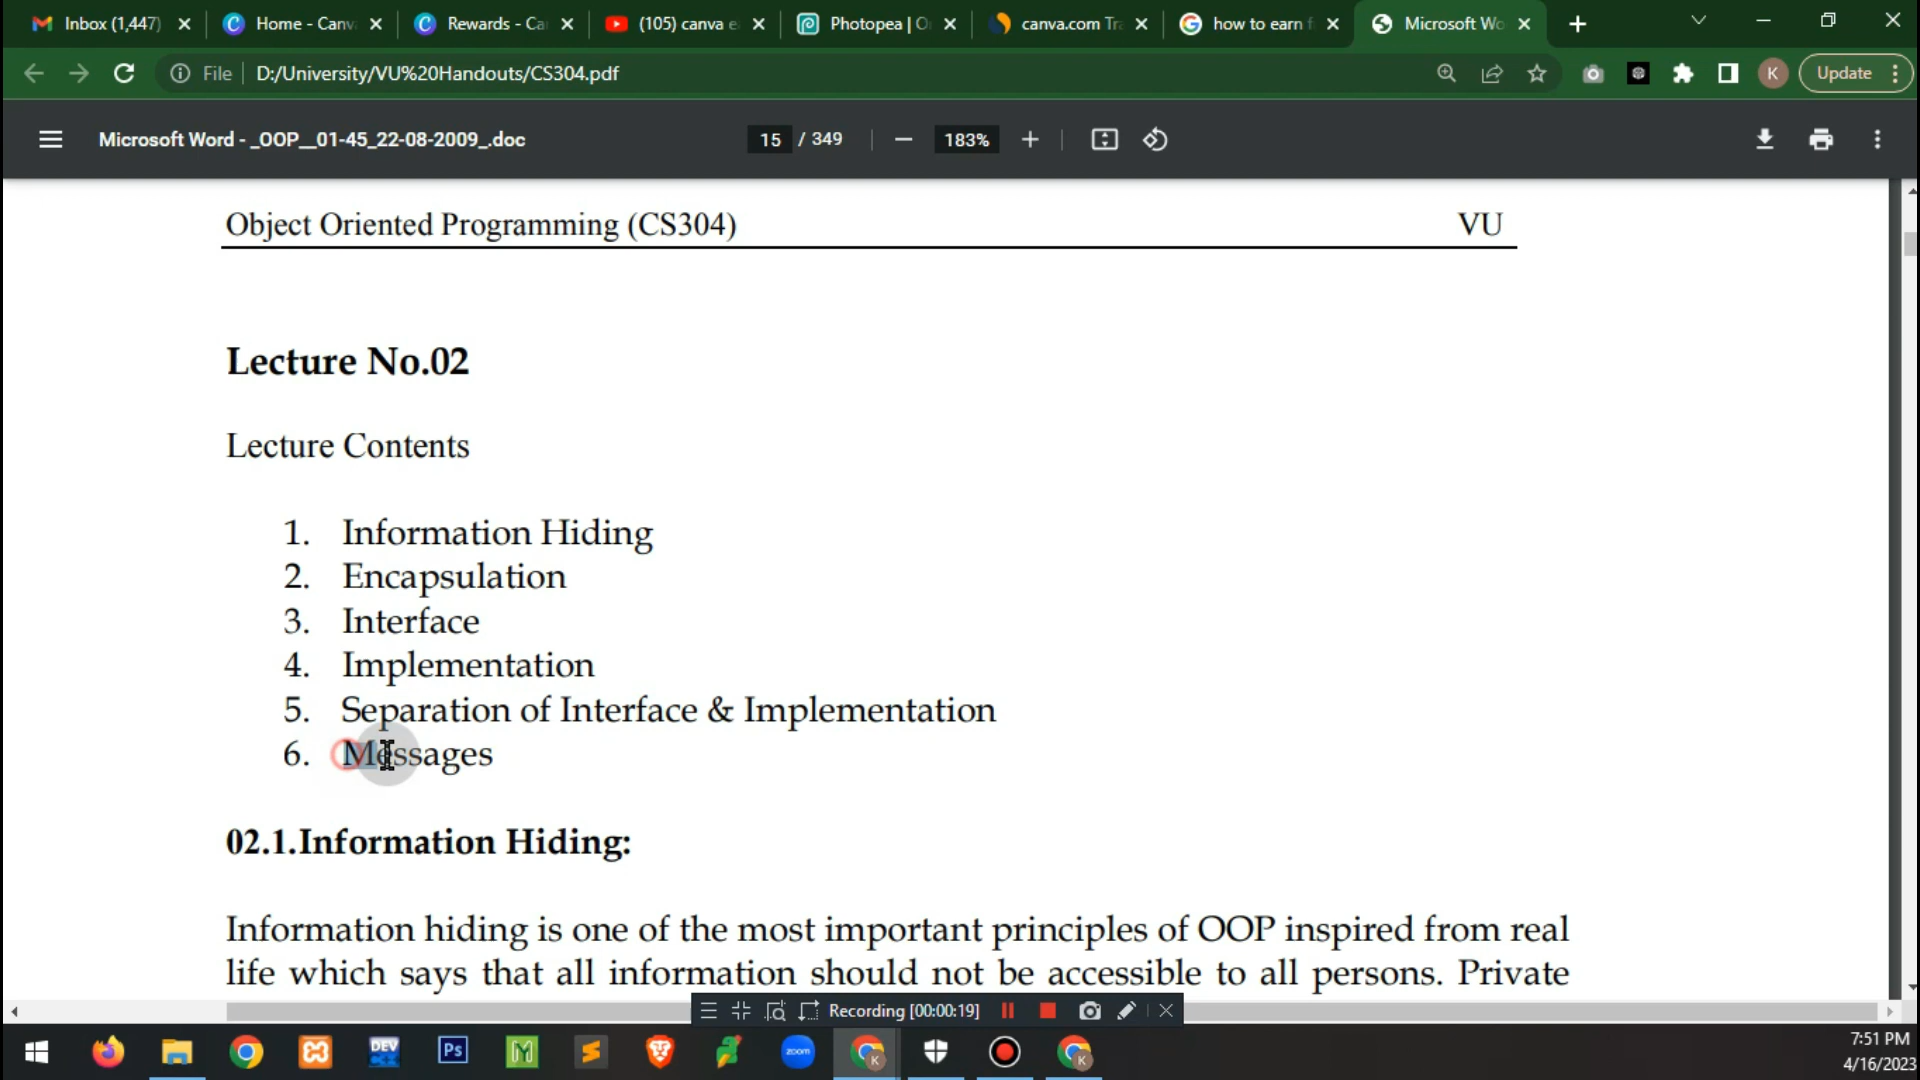 Inbox (1,447)
Home - Canv
Rewards - Ca
(105) canva e
Photopea | O
canva.com Tr
how to earn f
Microsoft Wo
File
D:/University/VU%20Handouts/CS304.pdf
K
Update
Microsoft Word - _OOP__01-45_22-08-2009_.doc
15 / 349
183%
Object Oriented Programming (CS304)
VU
Lecture No.02
Lecture Contents
1. Information Hiding
2. Encapsulation
3. Interface
4. Implementation
5. Separation of Interface & Implementation
6. Messages
02.1.Information Hiding:
Information hiding is one of the most important principles of OOP inspired from real
life which says that all information should not be accessible to all persons. Private
Recording [00:00:19]
DEV
Ps
M
zoom
K
K
7:51 PM
4/16/2023